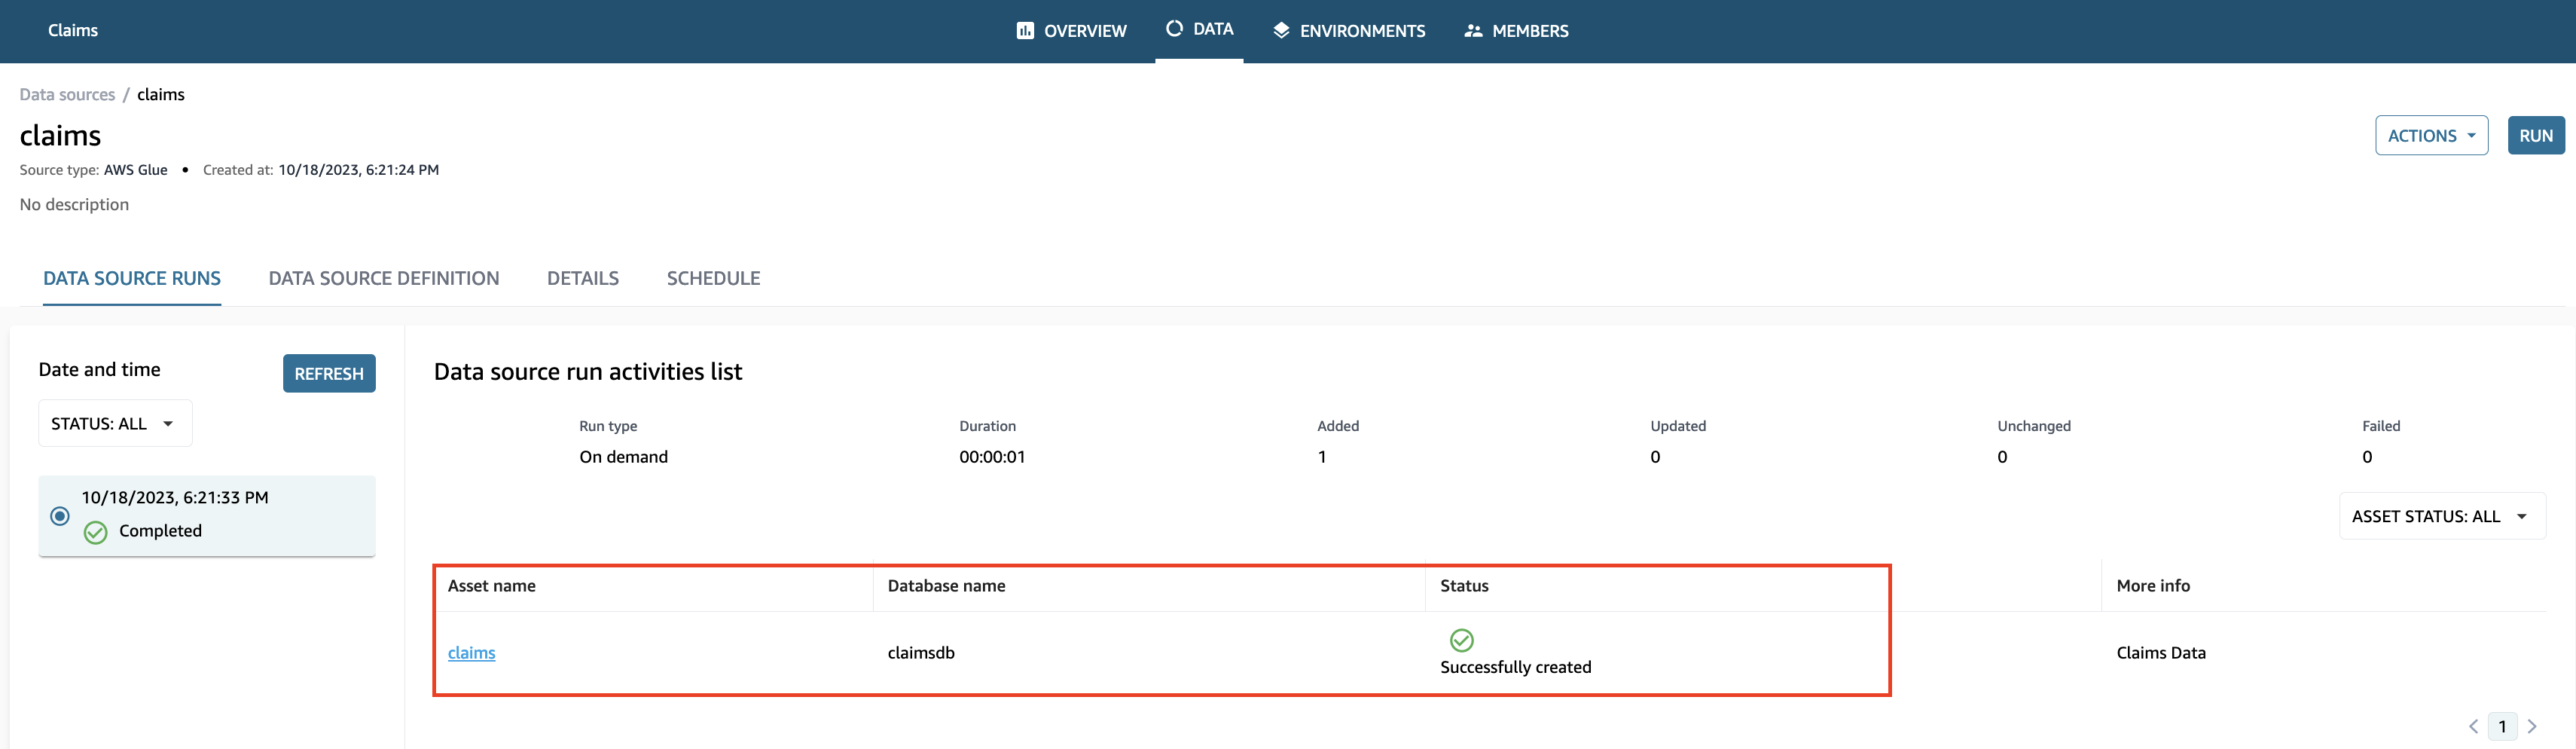 Claims
OVERVIEW
DATA
ENVIRONMENTS
MEMBERS
Data sources / claims
claims
ACTIONS
RUN
Source type: AWS Glue • Created at: 10/18/2023, 6:21:24 PM
No description
DATA SOURCE RUNS
DATA SOURCE DEFINITION
DETAILS
SCHEDULE
Date and time
REFRESH
STATUS: ALL
10/18/2023, 6:21:33 PM
Completed
Data source run activities list
Run type
Duration
Added
Updated
Unchanged
Failed
On demand
00:00:01
1
0
0
0
ASSET STATUS: ALL
Asset name
Database name
Status
More info
claims
claimsdb
Successfully created
Claims Data
1